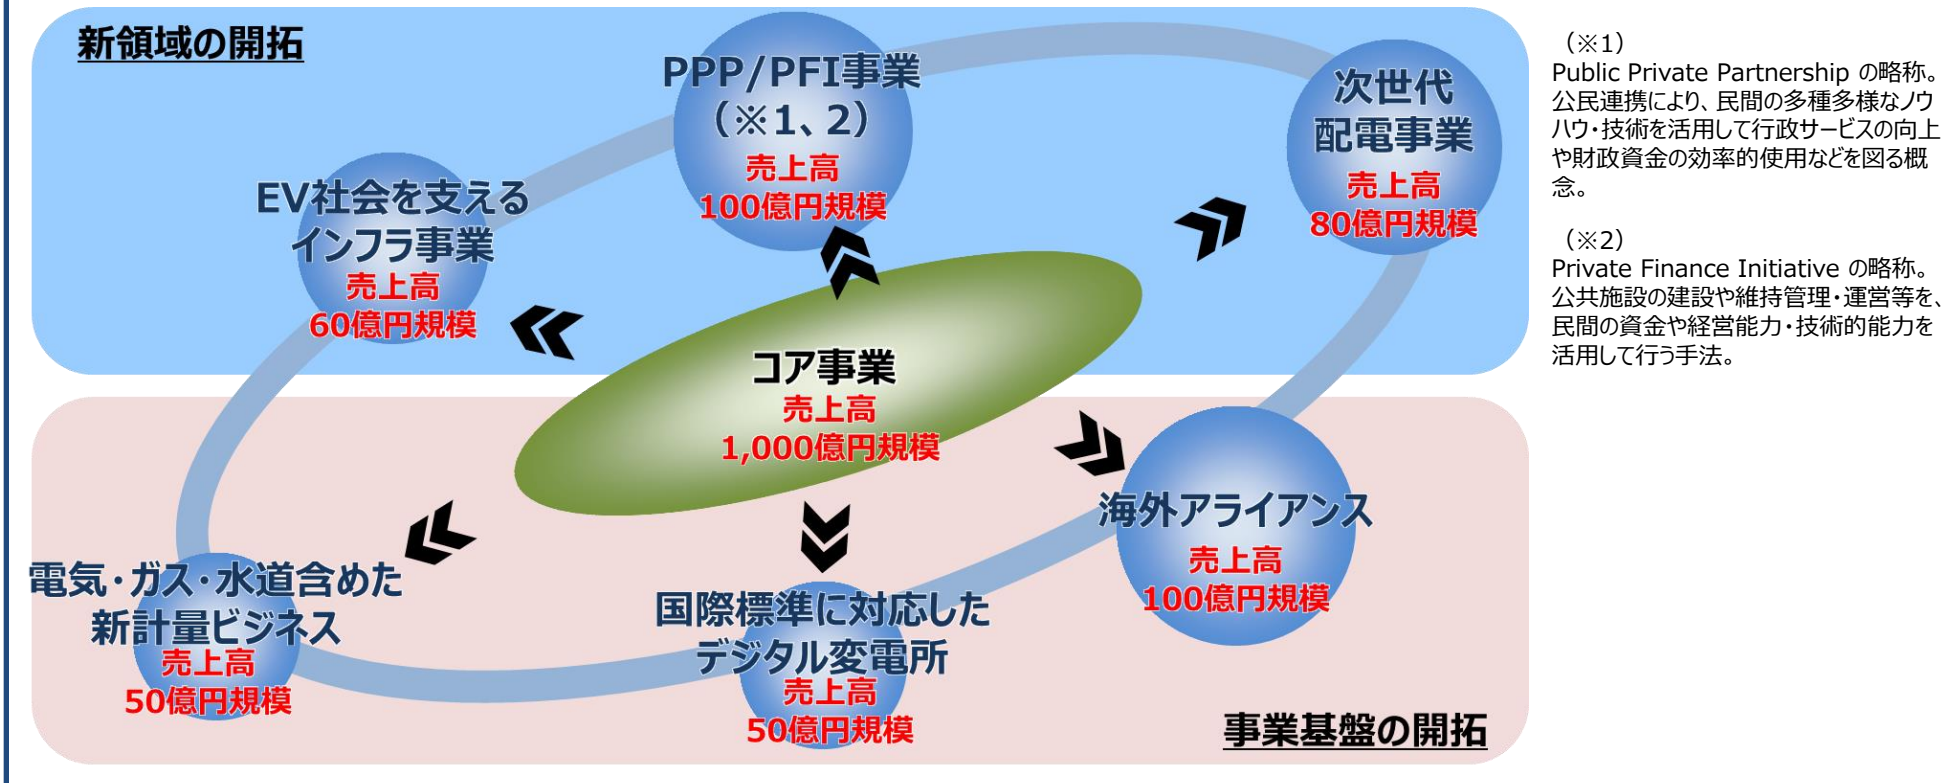 新領域の開拓
PPP/PFI事業
（※1、2）
売上高
100億円規模
次世代
配電事業
売上高
80億円規模
EV社会を支える
インフラ事業
売上高
60億円規模
コア事業
売上高
1,000億円規模
海外アライアンス
売上高
100億円規模
電気・ガス・水道含めた
新計量ビジネス
売上高
50億円規模
国際標準に対応した
デジタル変電所
売上高
50億円規模
事業基盤の開拓
（※1）
Public Private Partnership の略称。
公民連携により、民間の多種多様なノウ
ハウ・技術を活用して行政サービスの向上
や財政資金の効率的使用などを図る概
念。
（※2）
Private Finance Initiative の略称。
公共施設の建設や維持管理・運営等を、
民間の資金や経営能力・技術的能力を
活用して行う手法。